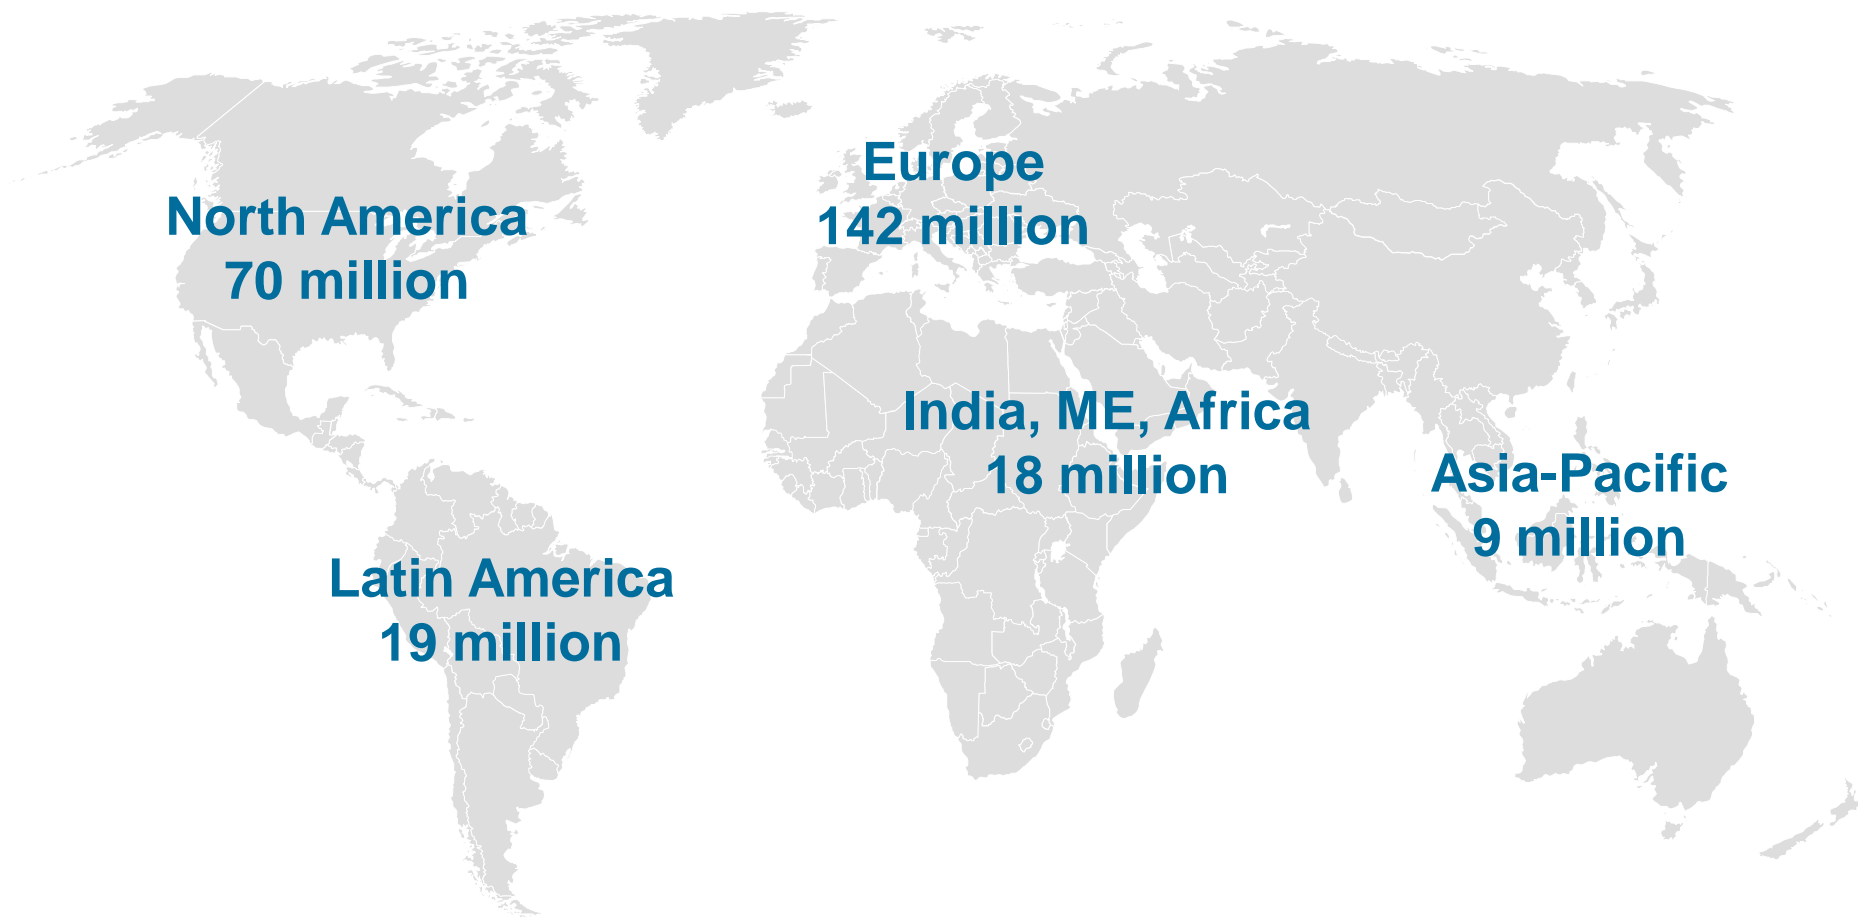 North America
70 million
Europe
142 million
India, ME, Africa
18 million
Asia-Pacific
9 million
Latin America
19 million